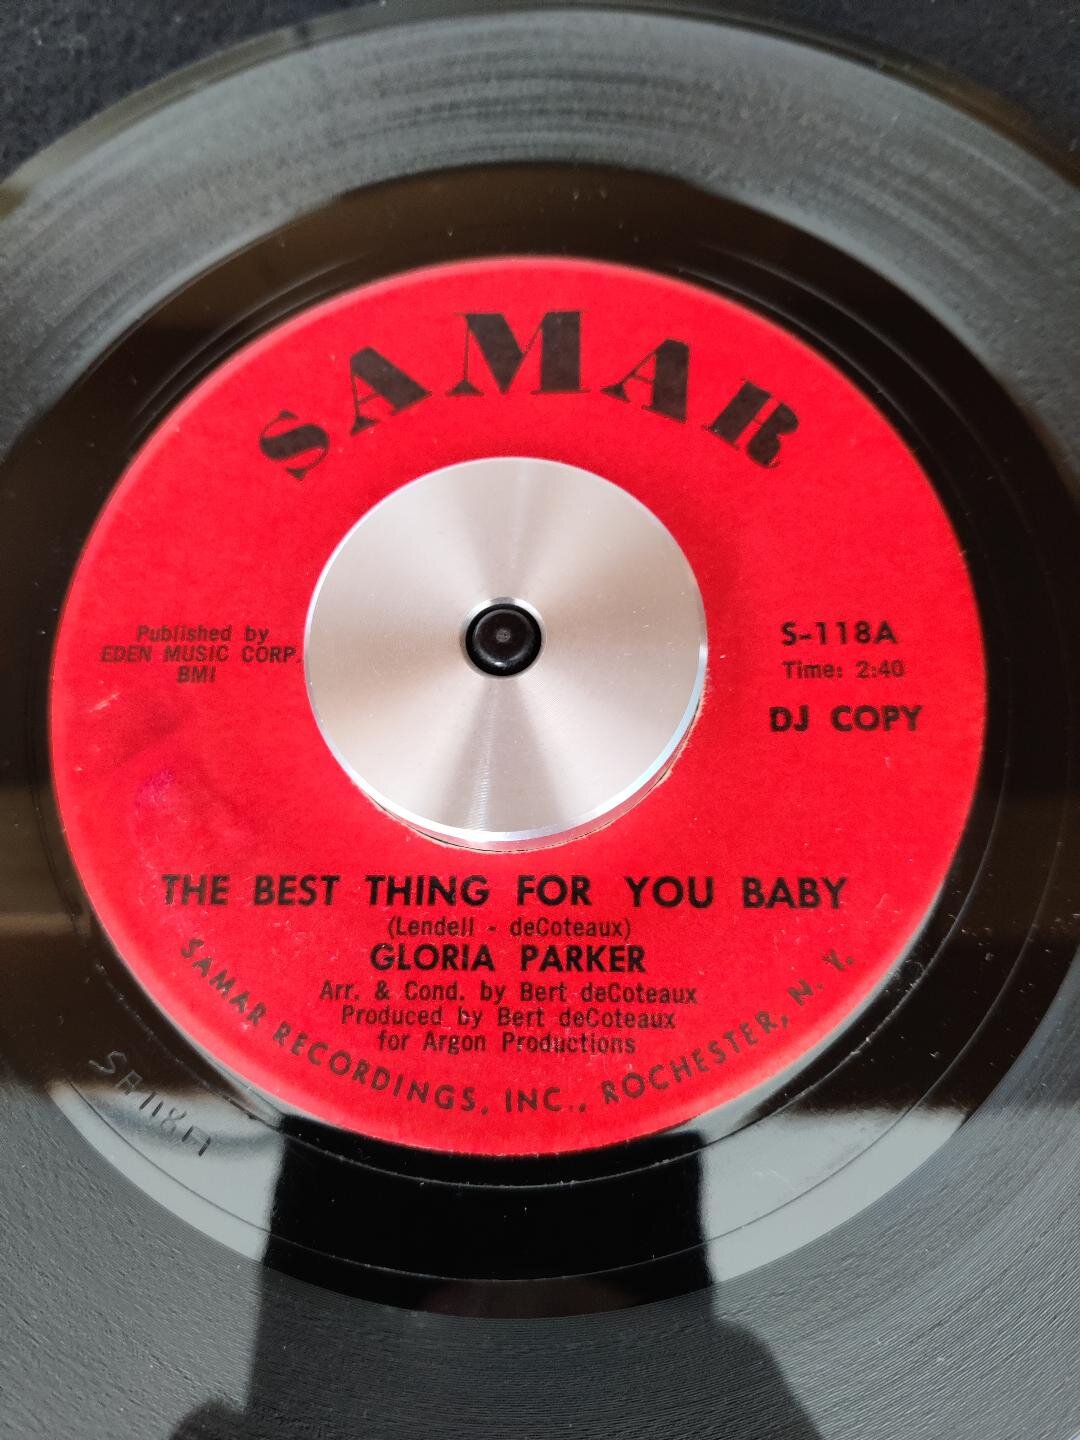 SAMAR
Published by
EDEN MUSIC CORP.
BMI
S-118A
Time: 2:40
DJ COPY
THE BEST THING FOR YOU BABY
(Lendell - deCoteaux)
GLORIA PARKER
Arr. & Cond. by Bert deCoteaux
Produced by Bert deCoteaux
for Argon Productions
SAMAR RECORDINGS, INC., ROCHESTER, N. Y.